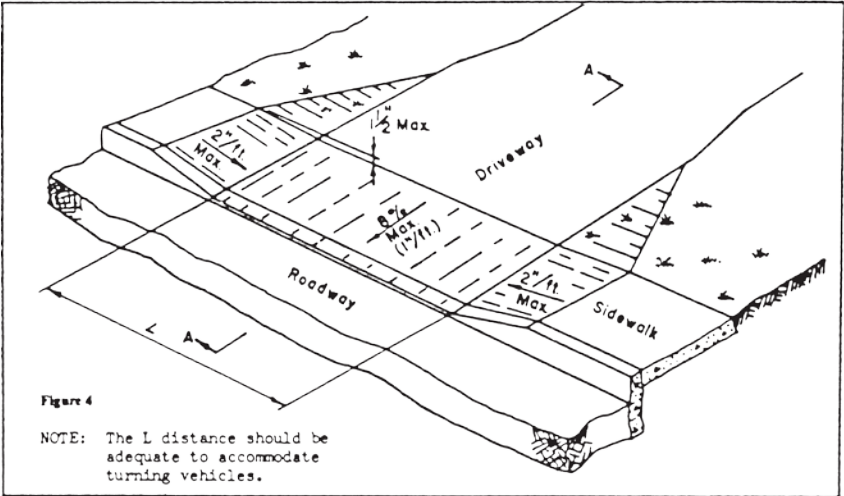 A
1/2" Max.
2"/ft.
Max.
Driveway
8%
Max.
(1"/ft.)
2"/ft.
Max
Roadway
Sidewalk
L
A
Figure 4
NOTE: The L distance should be
adequate to accommodate
turning vehicles.